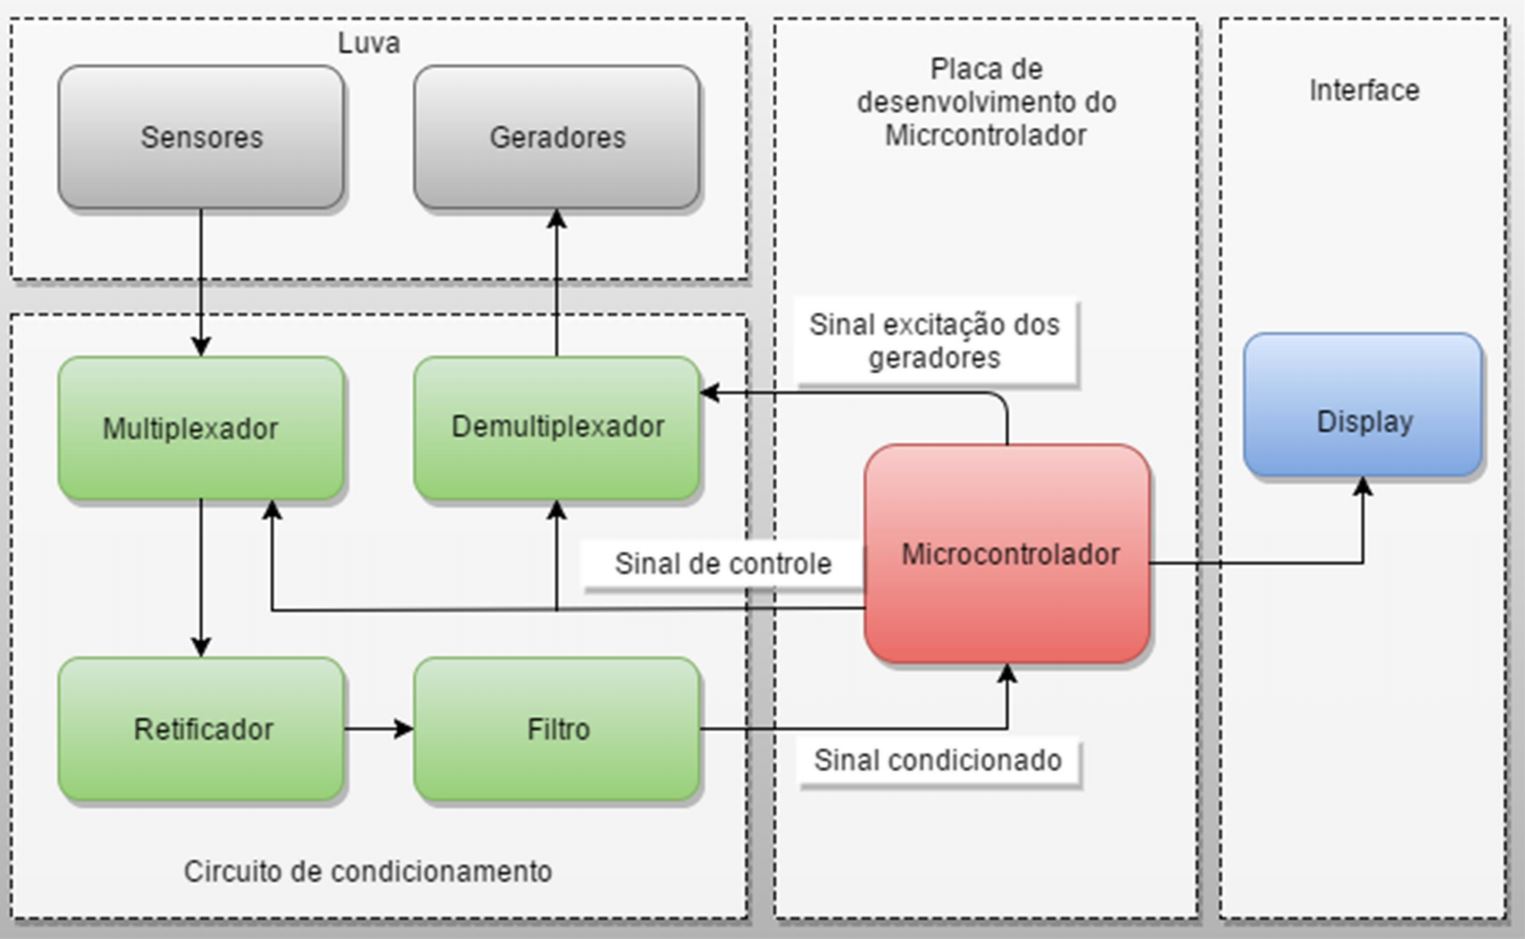 Luva
Sensores
Geradores
Placa de
desenvolvimento do
Micrcontrolador
Interface
Sinal excitação dos
geradores
Multiplexador
Demultiplexador
Display
Sinal de controle
Microcontrolador
Retificador
Filtro
Sinal condicionado
Circuito de condicionamento